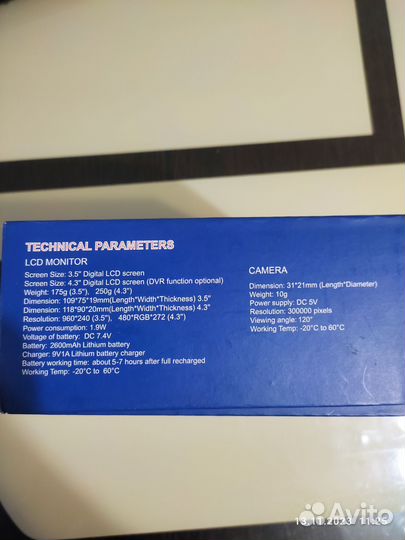 TECHNICAL PARAMETERS
LCD MONITOR
Screen Size: 3.5" Digital LCD screen
Screen Size: 4.3" Digital LCD screen (DVR function optional)
Weight: 175g (3.5"), 250g (4.3")
Dimension: 109*75*19mm(Length*Width*Thickness) 3.5"
Dimension: 118*90*20mm(Length*Width*Thickness) 4.3"
Resolution: 960*240 (3.5"), 480*RGB*272 (4.3")
Power consumption: 1.9W
Voltage of battery: DC 7.4V
Battery: 2600mAh Lithium battery
Charger: 9V1A Lithium battery charger
Battery working time: about 5-7 hours after full recharged
Working Temp: -20°C to 60°C
CAMERA
Dimension: 31*21mm (Length*Diameter)
Weight: 10g
Power supply: DC 5V
Resolution: 300000 pixels
Viewing angle: 120°
Working Temp: -20°C to 60°C
13.11.2023 11:25
Avito